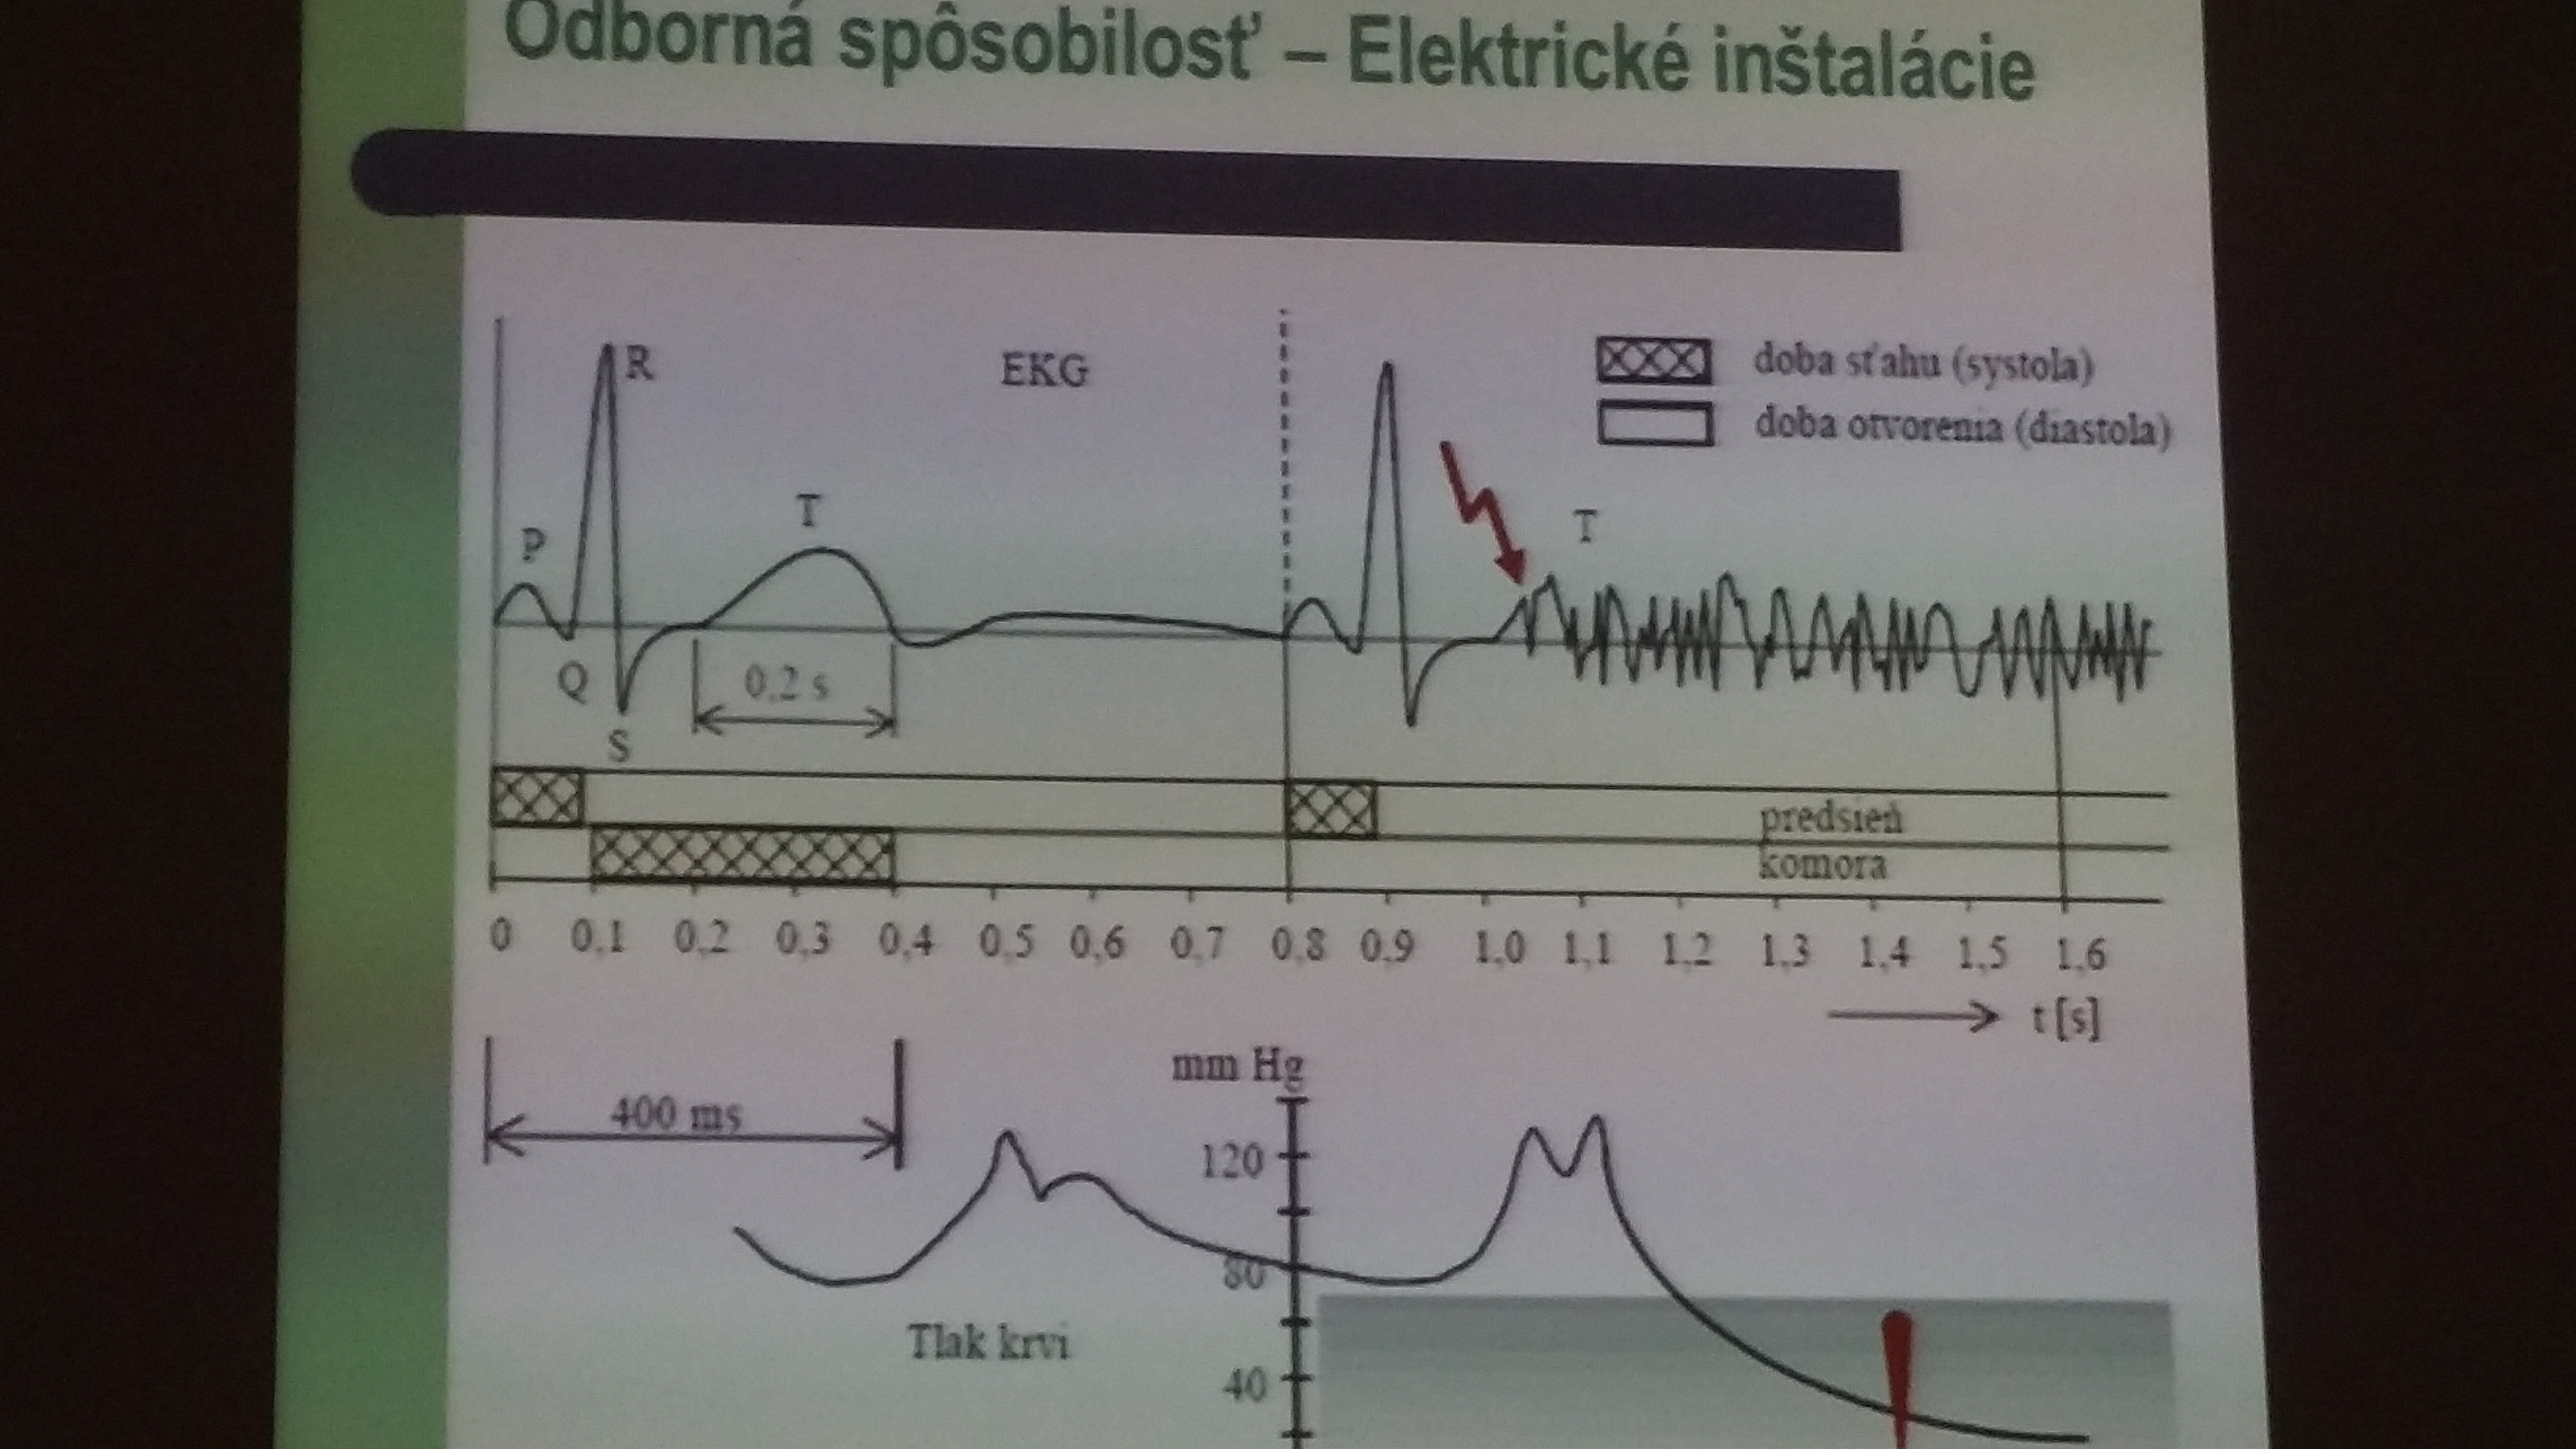 Odborná spôsobilosť – Elektrické inštalácie
R
EKG
doba sťahu (systola)
doba otvorenia (diastola)
P
T
T
Q
0,2 s
S
predsieň
komora
0 0,1 0,2 0,3 0,4 0,5 0,6 0,7 0,8 0,9 1,0 1,1 1,2 1,3 1,4 1,5 1,6
t [s]
mm Hg
400 ms
120
80
Tlak krvi
40